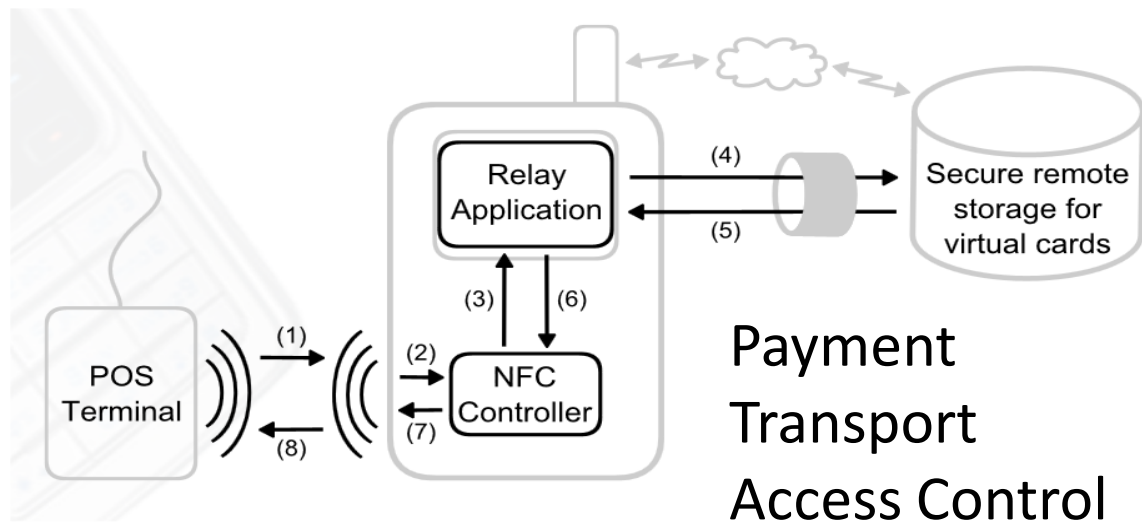 Relay
Application
(4)
(5)
Secure remote
storage for
virtual cards
(3)
(6)
POS
Terminal
(1)
(8)
(2)
(7)
NFC
Controller
Payment
Transport
Access Control